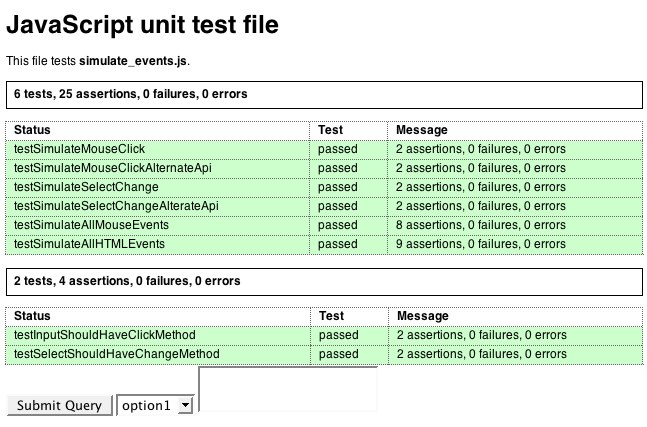 JavaScript unit test file
This file tests simulate_events.js.
6 tests, 25 assertions, 0 failures, 0 errors
Status Test Message
testSimulateMouseClick passed 2 assertions, 0 failures, 0 errors
testSimulateMouseClickAlternateApi passed 2 assertions, 0 failures, 0 errors
testSimulateSelectChange passed 2 assertions, 0 failures, 0 errors
testSimulateSelectChangeAlterateApi passed 2 assertions, 0 failures, 0 errors
testSimulateAllMouseEvents passed 8 assertions, 0 failures, 0 errors
testSimulateAllHTMLEvents passed 9 assertions, 0 failures, 0 errors
2 tests, 4 assertions, 0 failures, 0 errors
Status Test Message
testInputShouldHaveClickMethod passed 2 assertions, 0 failures, 0 errors
testSelectShouldHaveChangeMethod passed 2 assertions, 0 failures, 0 errors
Submit Query option1